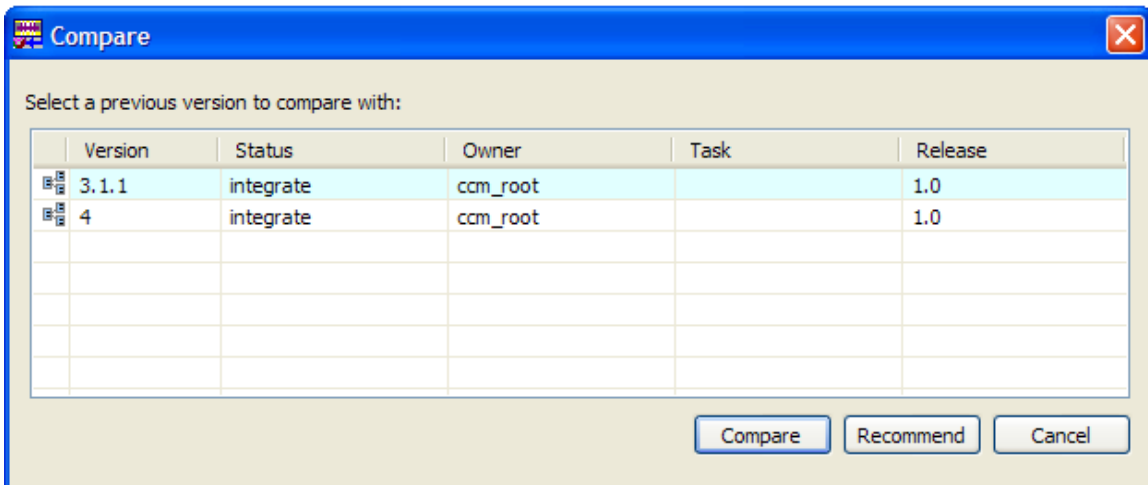 Compare
Select a previous version to compare with:
Version Status Owner Task Release
3.1.1 integrate ccm_root 1.0
4 integrate ccm_root 1.0
Compare Recommend Cancel